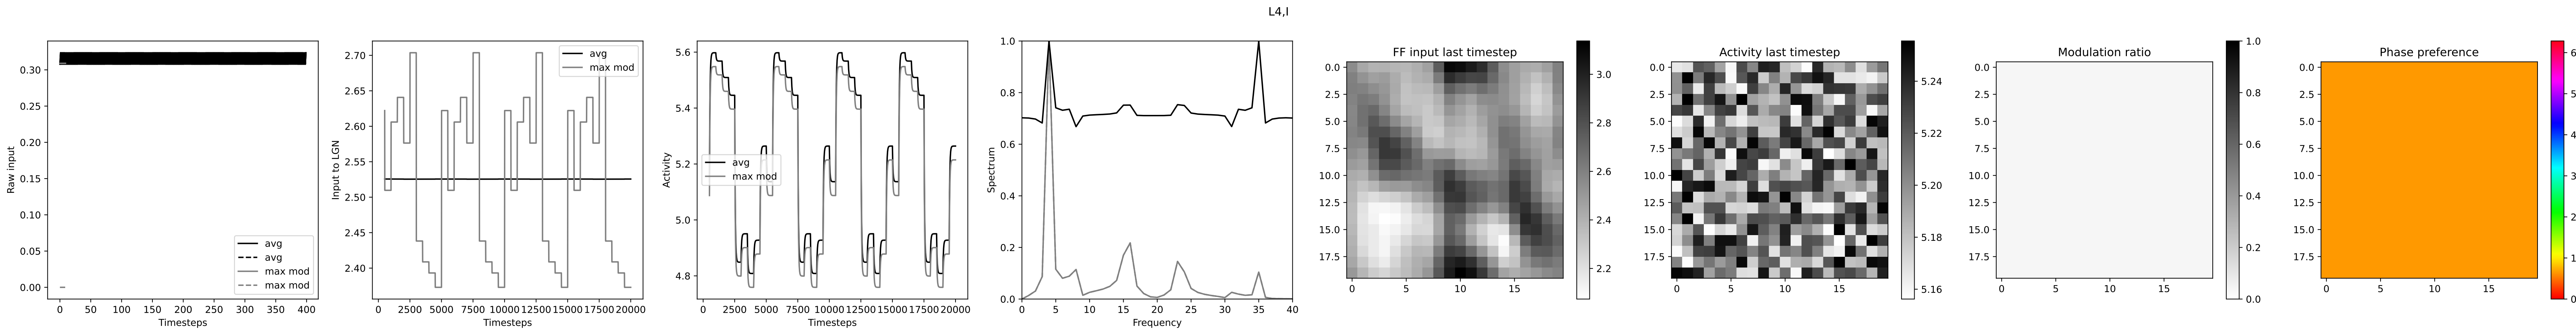 L4,I
Raw input
0.30
0.25
0.20
0.15
0.10
0.05
0.00
avg
avg
max mod
max mod
0 50 100 150 200 250 300 350 400
Timesteps
Input to LGN
2.70
2.65
2.60
2.55
2.50
2.45
2.40
avg
max mod
0 2500 5000 7500 10000 12500 15000 17500 20000
Timesteps
Activity
5.6
5.4
5.2
5.0
4.8
avg
max mod
0 2500 5000 7500 10000 12500 15000 17500 20000
Timesteps
Spectrum
1.0
0.8
0.6
0.4
0.2
0.0
0 5 10 15 20 25 30 35 40
Frequency
FF input last timestep
0.0
2.5
5.0
7.5
10.0
12.5
15.0
17.5
0 5 10 15
3.0
2.8
2.6
2.4
2.2
Activity last timestep
0.0
2.5
5.0
7.5
10.0
12.5
15.0
17.5
0 5 10 15
5.24
5.22
5.20
5.18
5.16
Modulation ratio
0.0
2.5
5.0
7.5
10.0
12.5
15.0
17.5
0 5 10 15
1.0
0.8
0.6
0.4
0.2
0.0
Phase preference
0.0
2.5
5.0
7.5
10.0
12.5
15.0
17.5
0 5 10 15
6
5
4
3
2
1
0